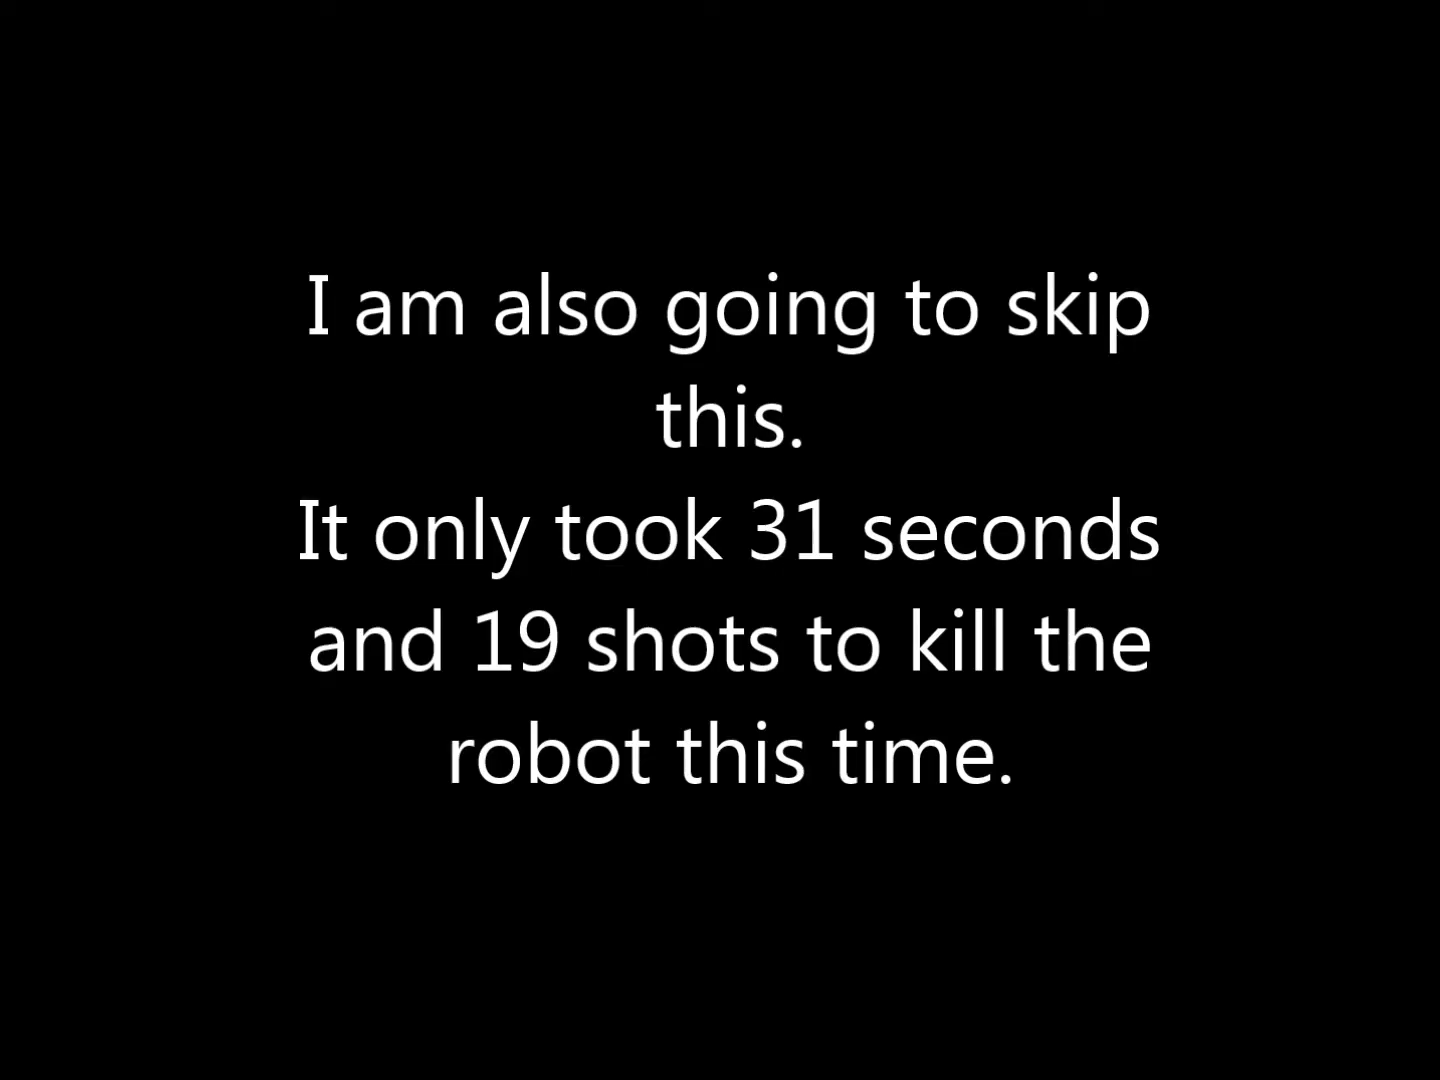 I am also going to skip
this.
It only took 31 seconds
and 19 shots to kill the
robot this time.